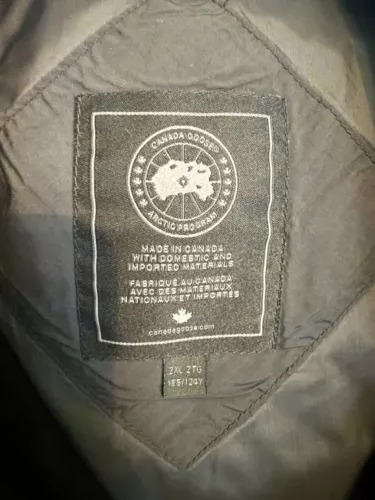 CANADA GOOSE
ARCTIC PROGRAM
MADE IN CANADA
WITH DOMESTIC AND
IMPORTED MATERIALS
FABRIQUÉ AU CANADA
AVEC DES MATÉRIAUX
NATIONAUX ET IMPORTÉS
canadagoose.com
2XL 2TG
185/124Y